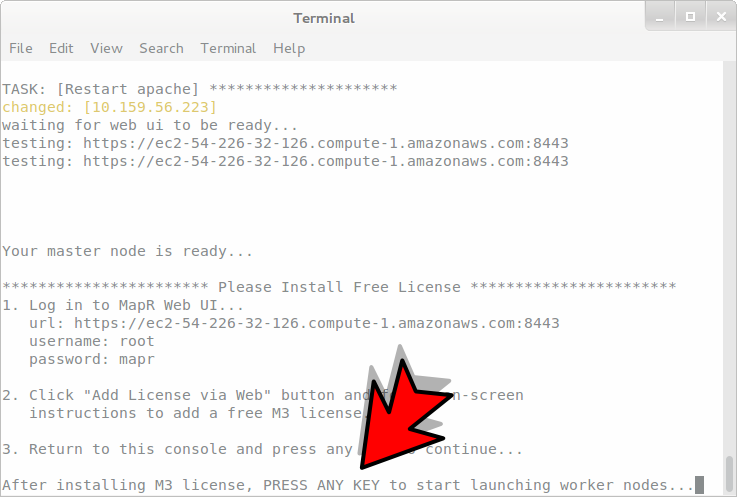 Terminal
File Edit View Search Terminal Help
TASK: [Restart apache] *********************
changed: [10.159.56.223]
waiting for web ui to be ready...
testing: https://ec2-54-226-32-126.compute-1.amazonaws.com:8443
testing: https://ec2-54-226-32-126.compute-1.amazonaws.com:8443
Your master node is ready...
*********************** Please Install Free License ***********************
1. Log in to MapR Web UI...
url: https://ec2-54-226-32-126.compute-1.amazonaws.com:8443
username: root
password: mapr
2. Click "Add License via Web" button and n-screen
instructions to add a free M3 license.
3. Return to this console and press any continue...
After installing M3 license, PRESS ANY KEY to start launching worker nodes...